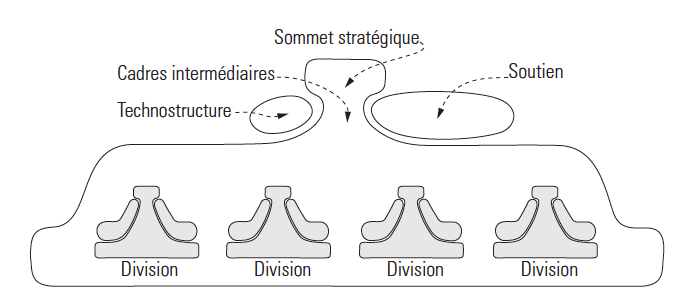 Sommet stratégique
Cadres intermédiaires
Soutien
Technostructure
Division
Division
Division
Division